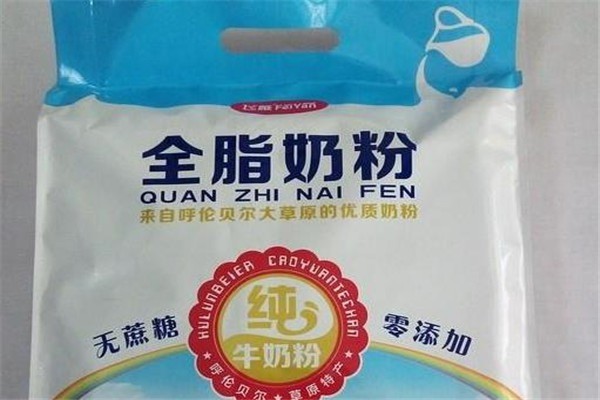 飞雁 FeiYan
全脂奶粉
QUAN ZHI NAI FEN
来自呼伦贝尔大草原的优质奶粉
HULUNBEIER CAOYUANTECHAN
纯
牛奶粉
呼伦贝尔★草原特产
无蔗糖
零添加